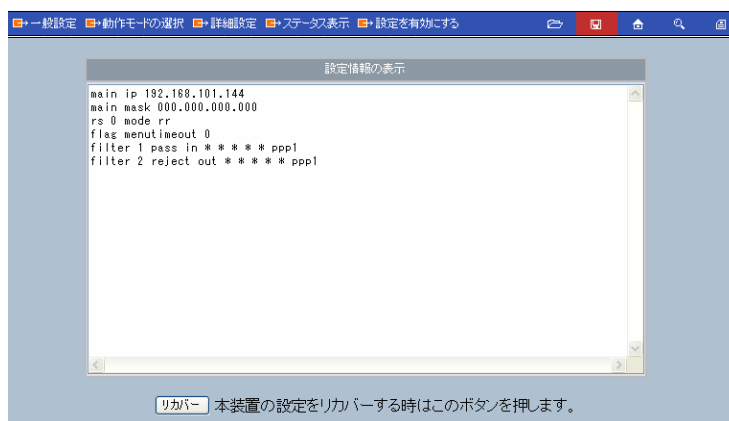 一般設定 動作モードの選択 詳細設定 ステータス表示 設定を有効にする
設定情報の表示
main ip 192.168.101.144
main mask 000.000.000.000
rs 0 mode rr
flag menutimeout 0
filter 1 pass in * * * * * ppp1
filter 2 reject out * * * * * ppp1
リカバー 本装置の設定をリカバーする時はこのボタンを押します。